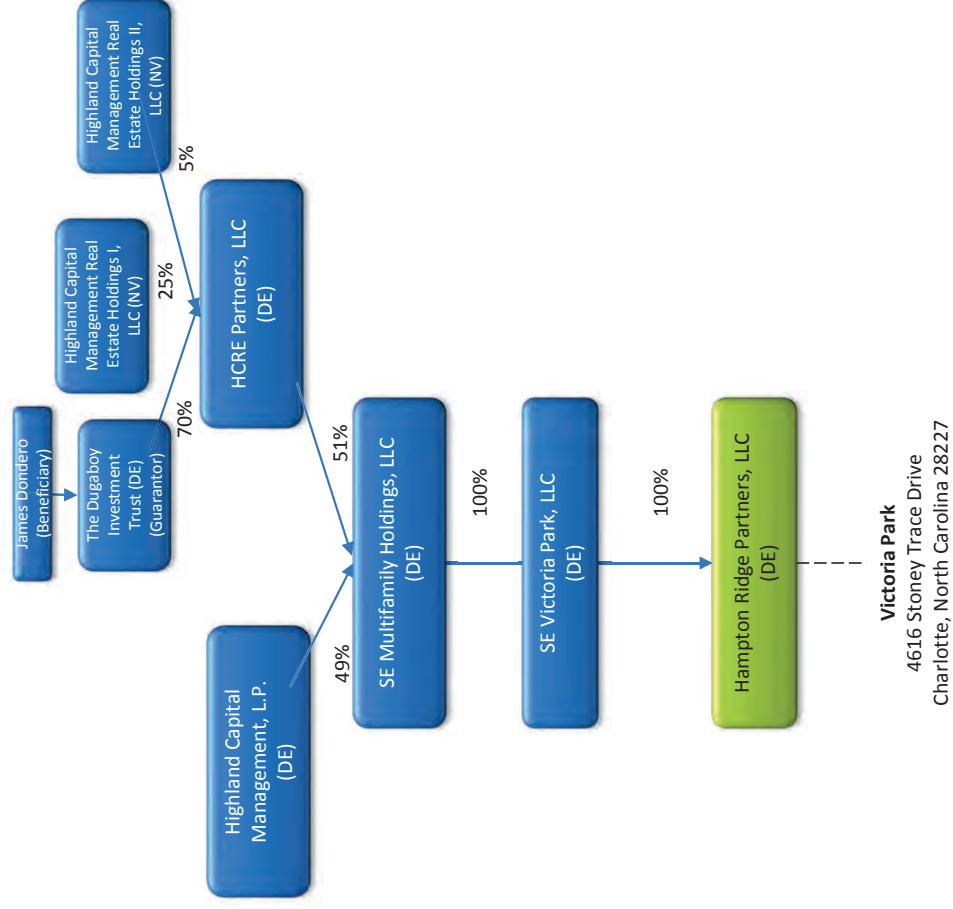 James Dondero
(Beneficiary)
The Dugaboy
Investment
Trust (DE)
(Guarantor)
Highland Capital
Management Real
Estate Holdings I,
LLC (NV)
Highland Capital
Management Real
Estate Holdings II,
LLC (NV)
70%
25%
5%
Highland Capital
Management, L.P.
(DE)
HCRE Partners, LLC
(DE)
49%
51%
SE Multifamily Holdings, LLC
(DE)
100%
SE Victoria Park, LLC
(DE)
100%
Hampton Ridge Partners, LLC
(DE)
Victoria Park
4616 Stoney Trace Drive
Charlotte, North Carolina 28227